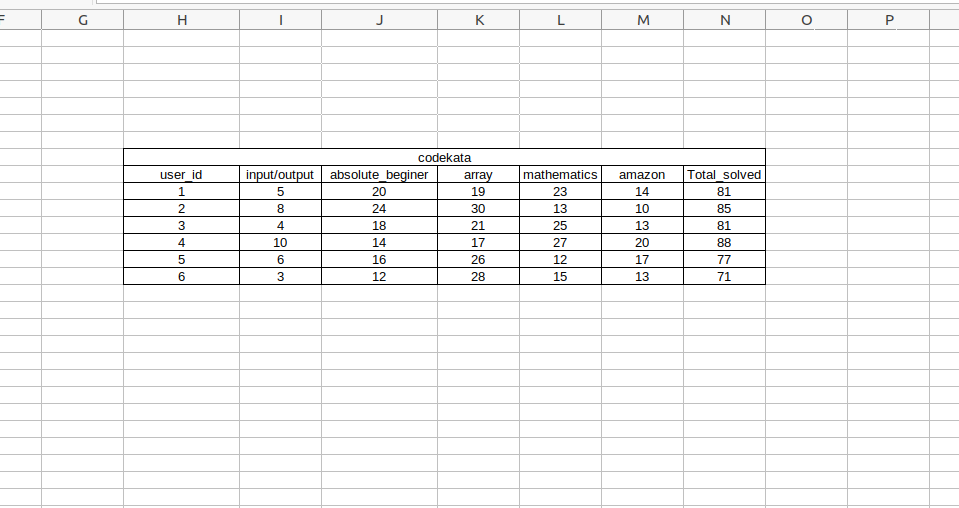 F G H I J K L M N O P
codekata
user_id input/output absolute_beginer array mathematics amazon Total_solved
1 5 20 19 23 14 81
2 8 24 30 13 10 85
3 4 18 21 25 13 81
4 10 14 17 27 20 88
5 6 16 26 12 17 77
6 3 12 28 15 13 71